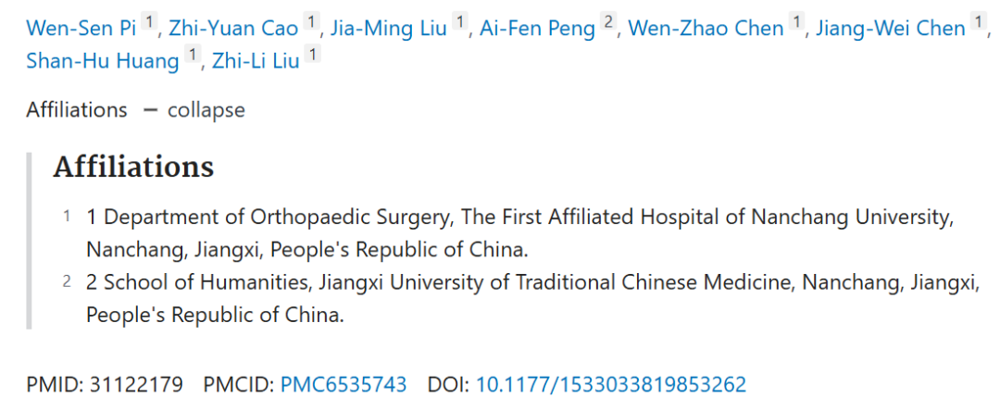 Wen-Sen Pi 1, Zhi-Yuan Cao 1, Jia-Ming Liu 1, Ai-Fen Peng 2, Wen-Zhao Chen 1, Jiang-Wei Chen 1,
Shan-Hu Huang 1, Zhi-Li Liu 1
Affiliations − collapse
Affiliations
1 1 Department of Orthopaedic Surgery, The First Affiliated Hospital of Nanchang University,
Nanchang, Jiangxi, People's Republic of China.
2 2 School of Humanities, Jiangxi University of Traditional Chinese Medicine, Nanchang, Jiangxi,
People's Republic of China.
PMID: 31122179 PMCID: PMC6535743 DOI: 10.1177/1533033819853262